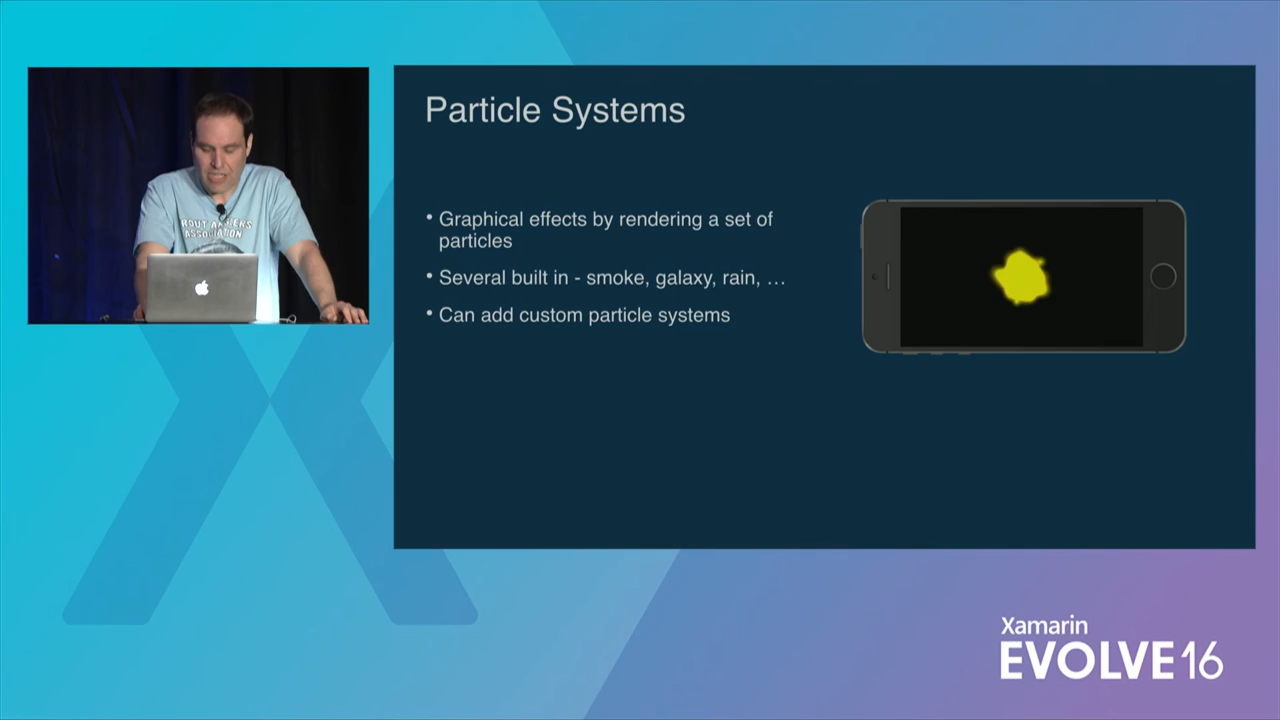 Particle Systems
• Graphical effects by rendering a set of
particles
• Several built in - smoke, galaxy, rain, …
• Can add custom particle systems
ASSOCIATION
Xamarin
EVOLVE 16